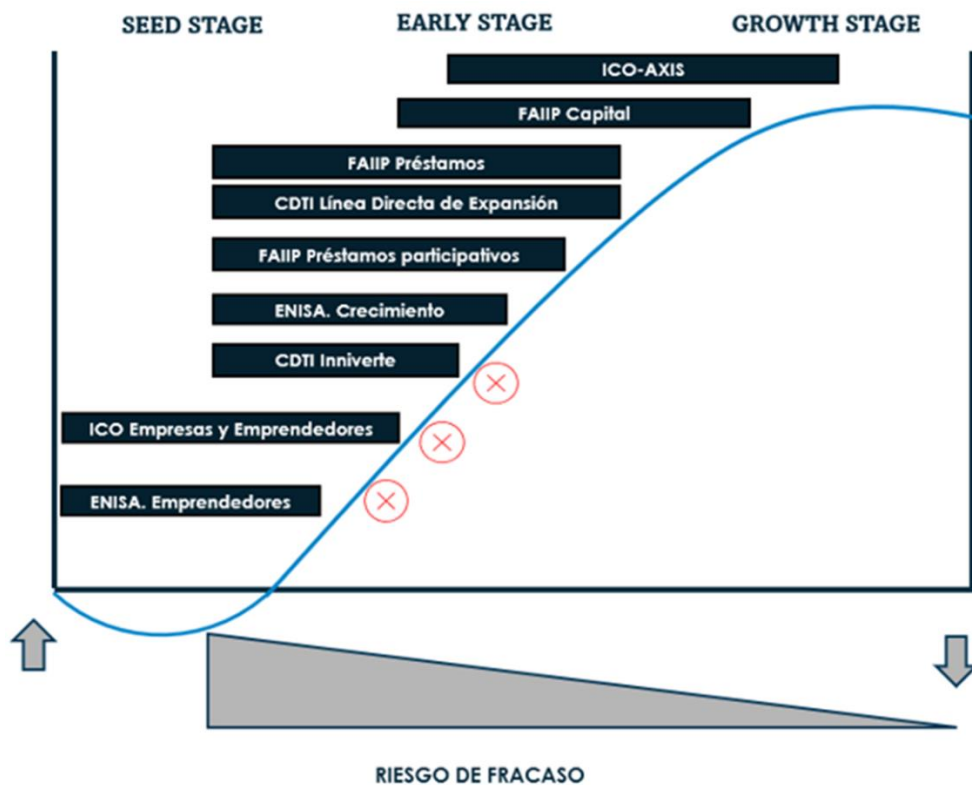 SEED STAGE
EARLY STAGE
GROWTH STAGE
ICO-AXIS
FAIIP Capital
FAIIP Préstamos
CDTI Línea Directa de Expansión
FAIIP Préstamos participativos
ENISA. Crecimiento
CDTI Inniverte
ICO Empresas y Emprendedores
ENISA. Emprendedores
RIESGO DE FRACASO